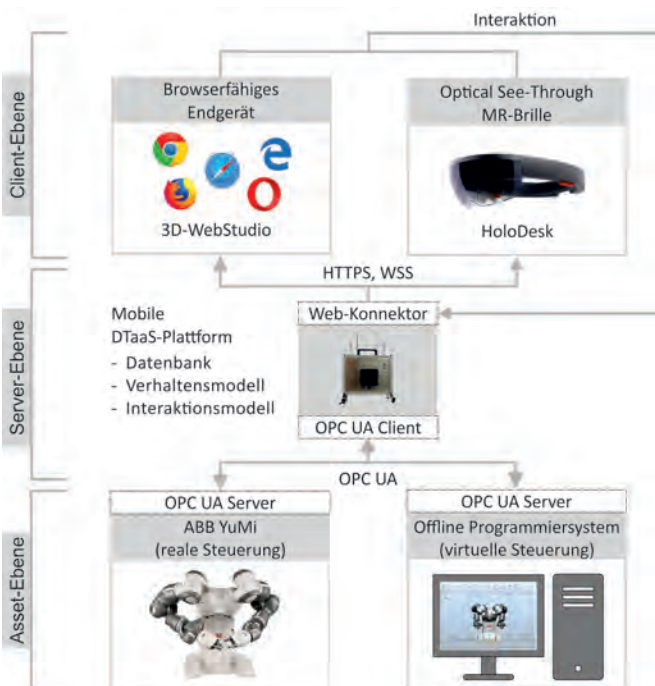 Interaktion
Client-Ebene
Browserfähiges
Endgerät
3D-WebStudio
Optical See-Through
MR-Brille
HoloDesk
HTTPS, WSS
Server-Ebene
Mobile
DTaaS-Plattform
- Datenbank
- Verhaltensmodell
- Interaktionsmodell
Web-Konnektor
OPC UA Client
OPC UA
Asset-Ebene
OPC UA Server
ABB YuMi
(reale Steuerung)
OPC UA Server
Offline Programmiersystem
(virtuelle Steuerung)